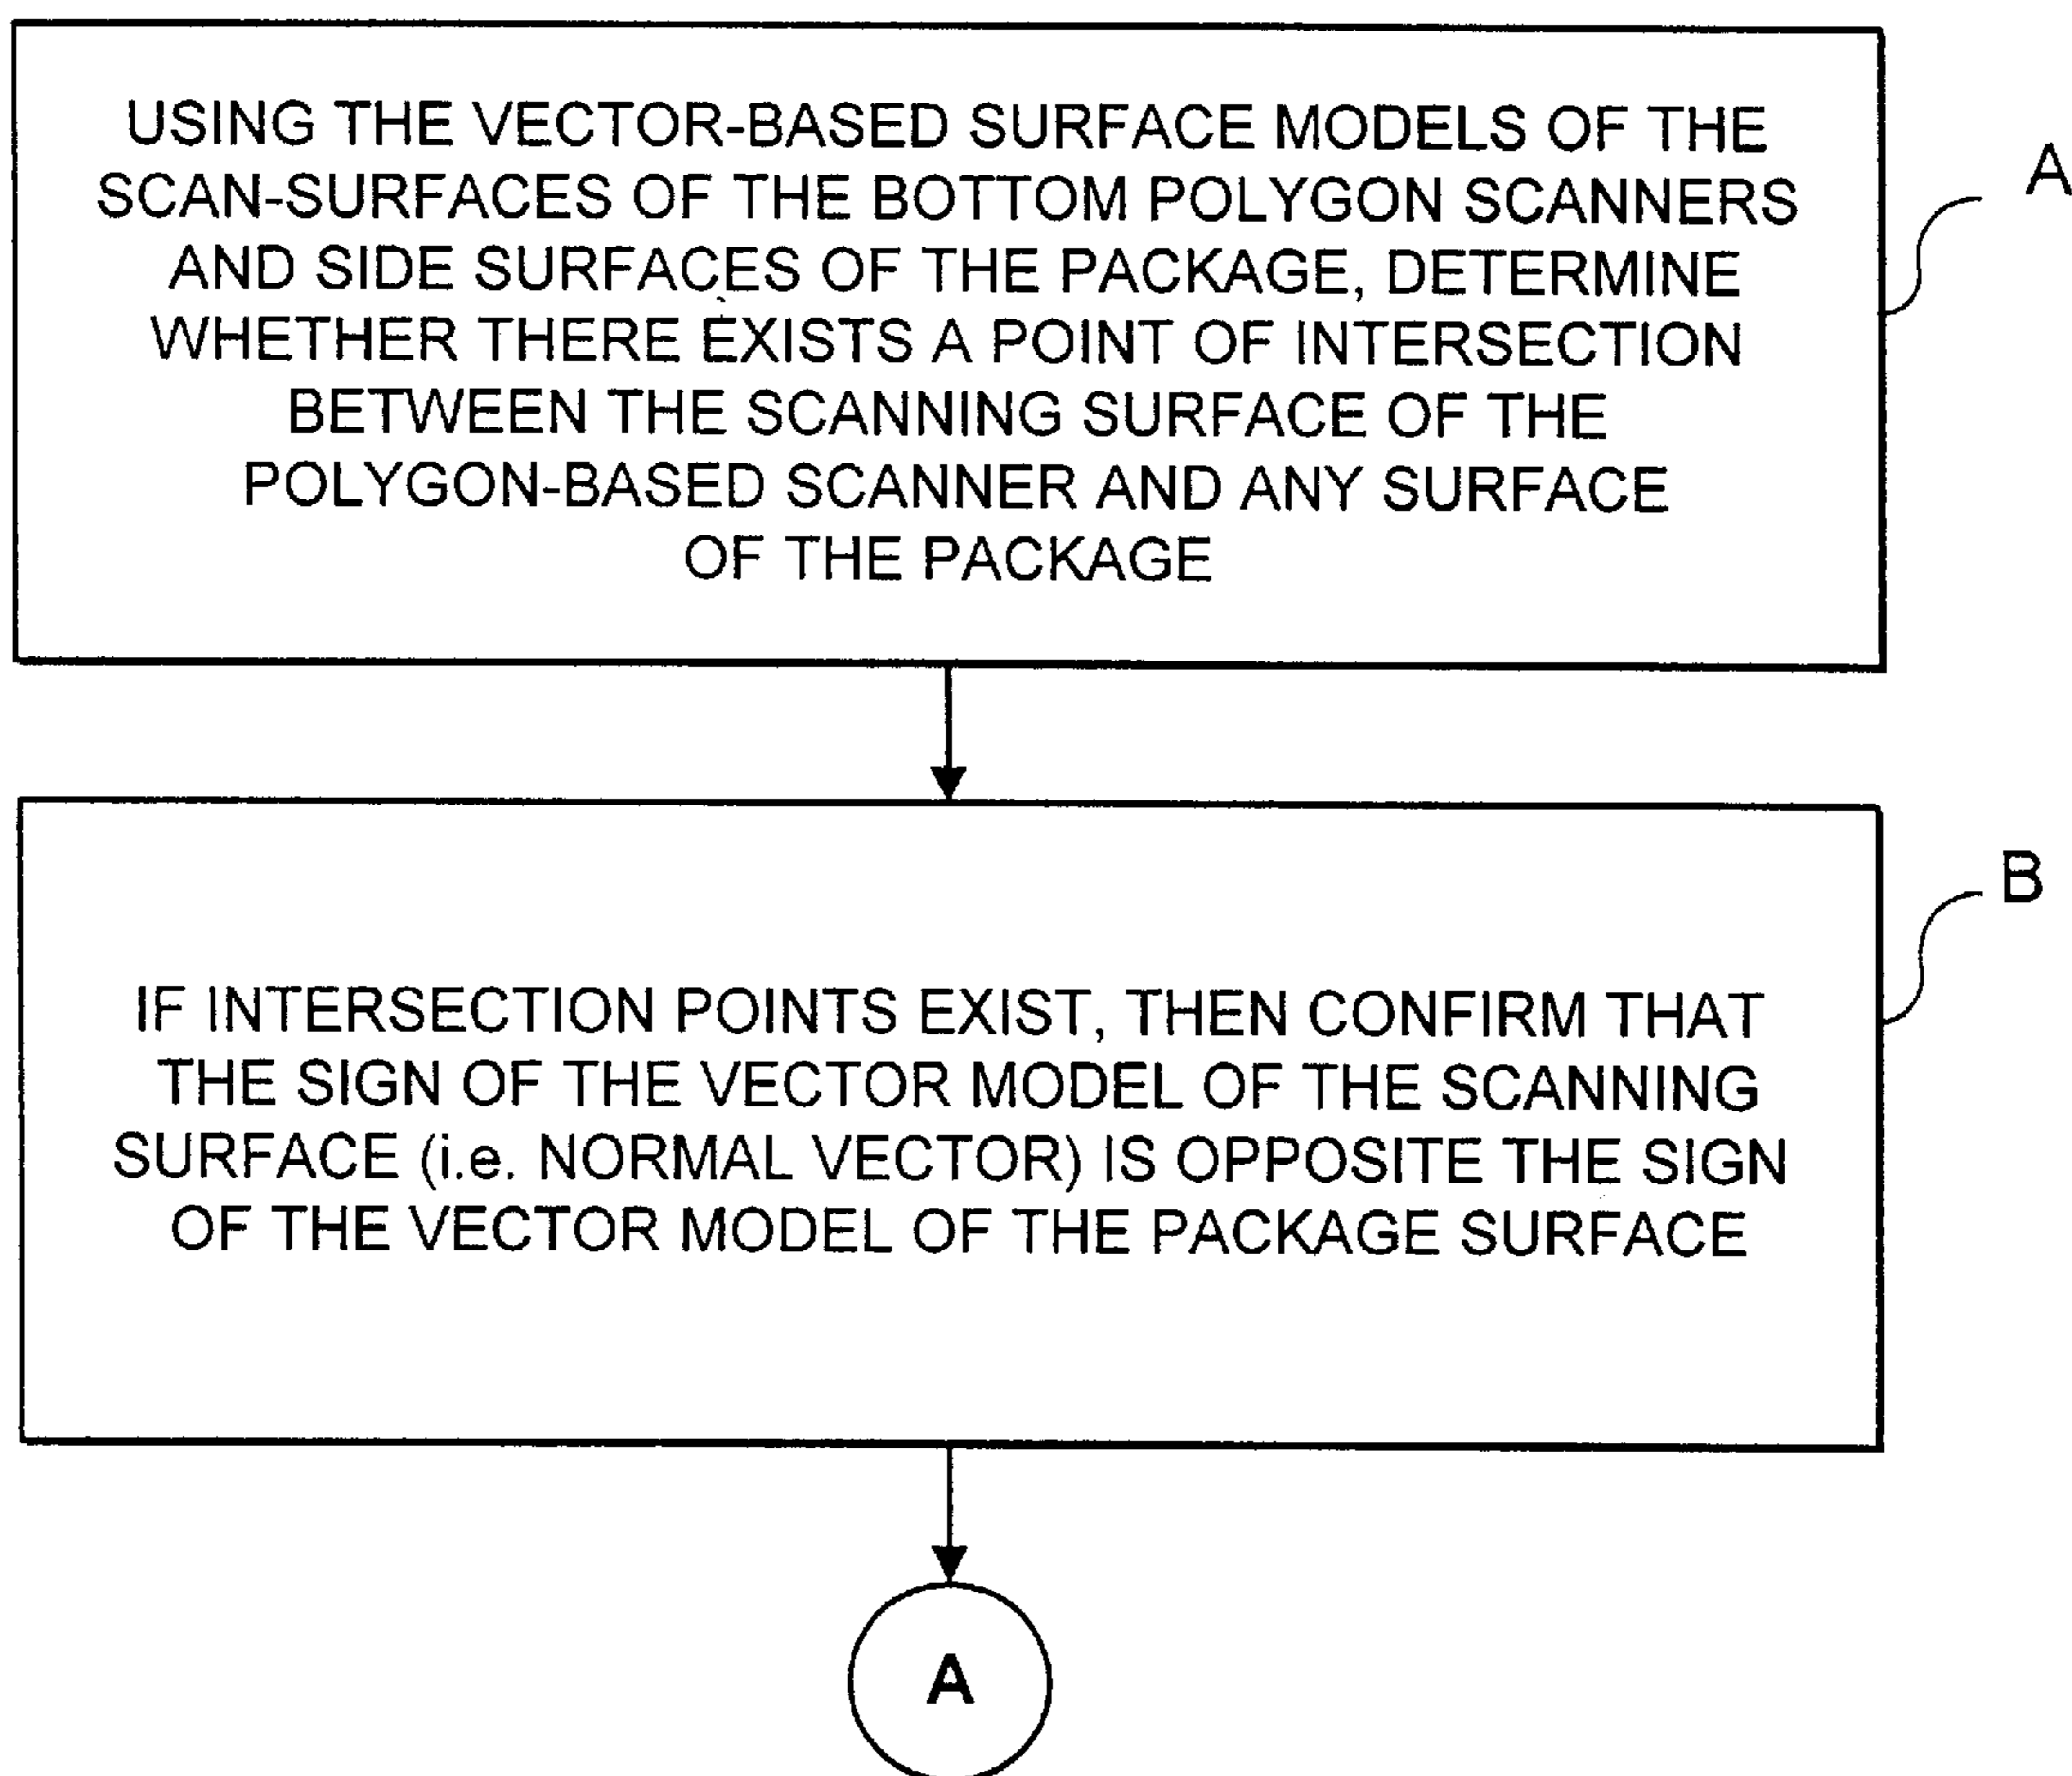 USING THE VECTOR-BASED SURFACE MODELS OF THE
SCAN-SURFACES OF THE BOTTOM POLYGON SCANNERS
AND SIDE SURFACES OF THE PACKAGE, DETERMINE
WHETHER THERE EXISTS A POINT OF INTERSECTION
BETWEEN THE SCANNING SURFACE OF THE
POLYGON-BASED SCANNER AND ANY SURFACE
OF THE PACKAGE
A
IF INTERSECTION POINTS EXIST, THEN CONFIRM THAT
THE SIGN OF THE VECTOR MODEL OF THE SCANNING
SURFACE (i.e. NORMAL VECTOR) IS OPPOSITE THE SIGN
OF THE VECTOR MODEL OF THE PACKAGE SURFACE
B
A